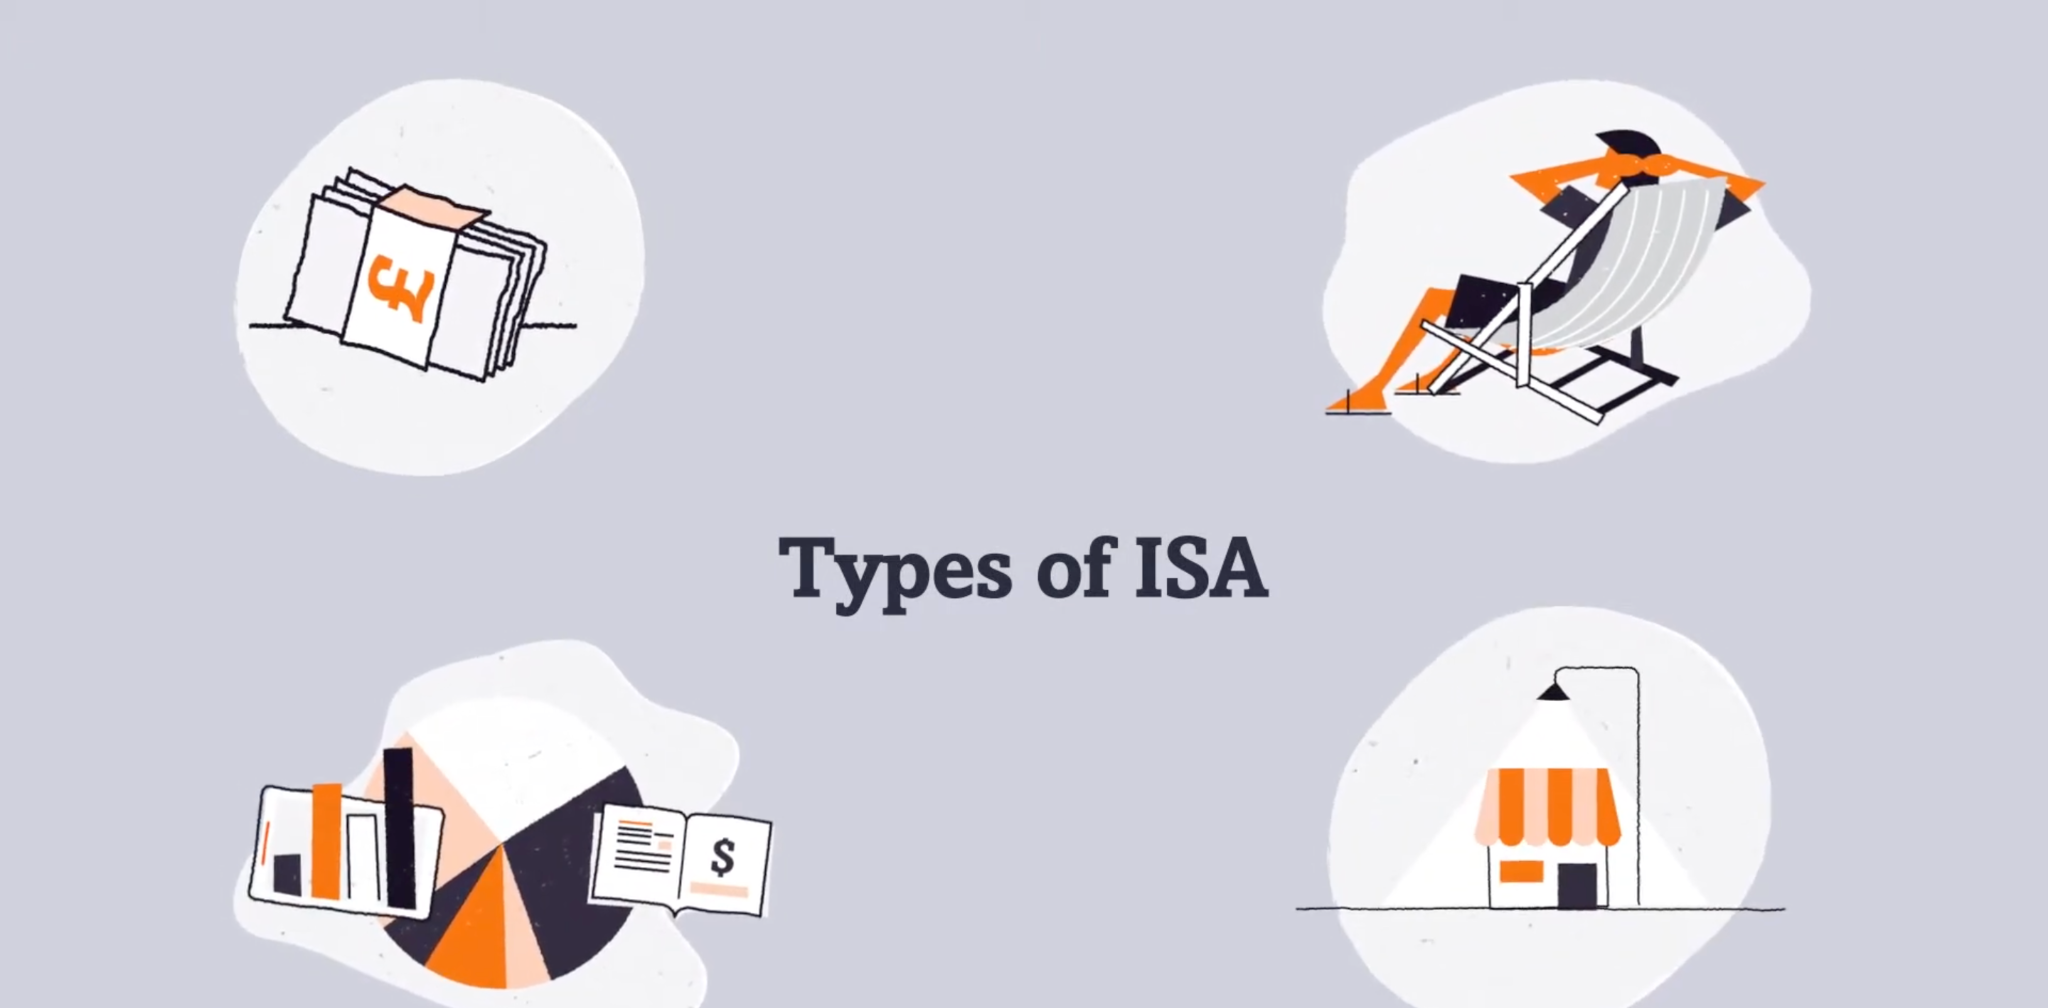 £
Types of ISA
$